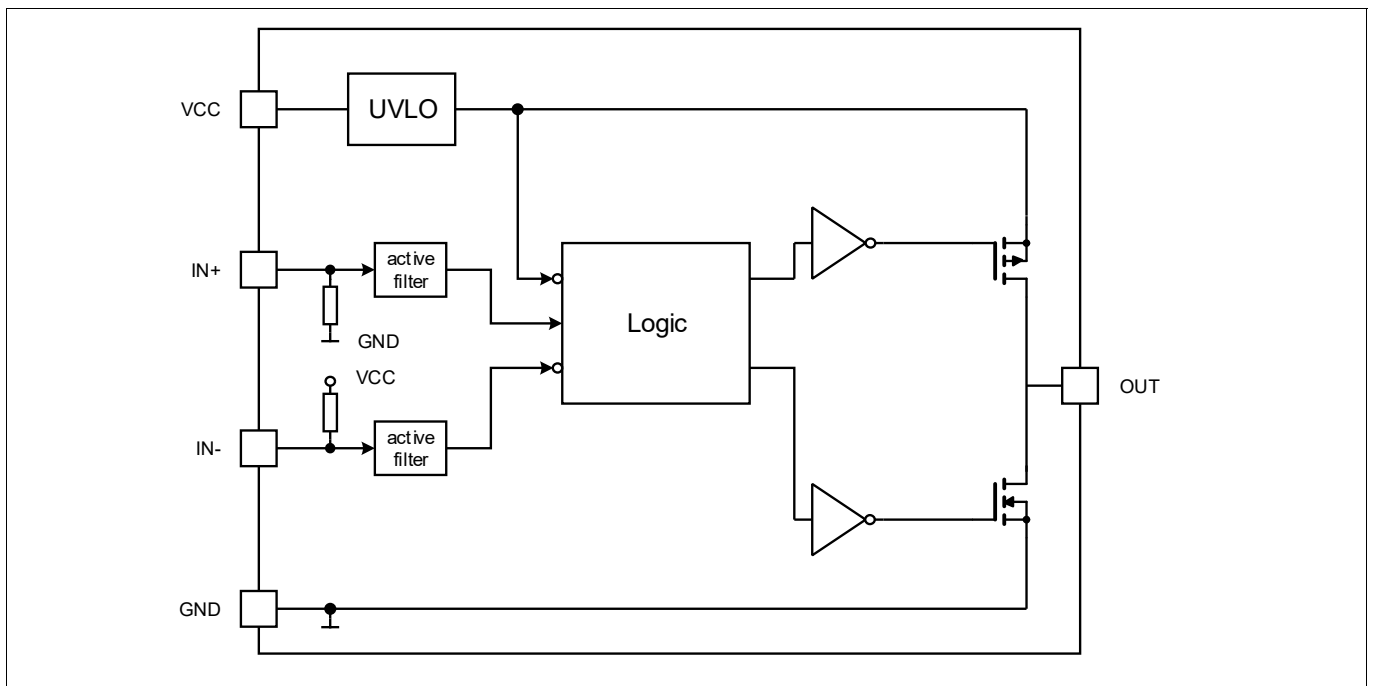 VCC
UVLO
IN+
active
filter
GND
Logic
VCC
OUT
IN-
active
filter
GND